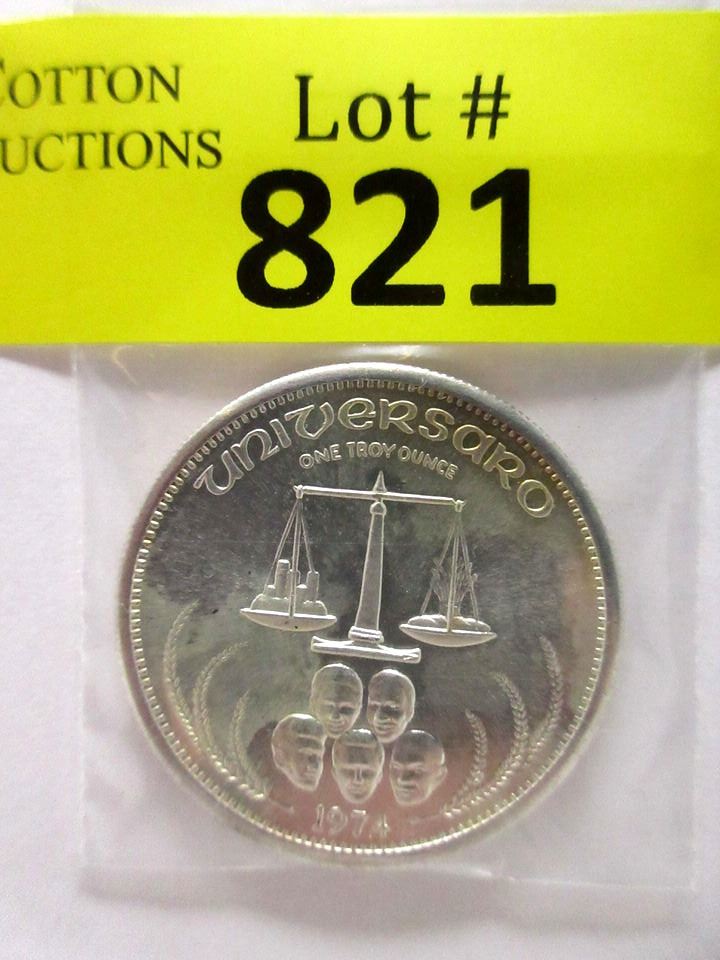 COTTON
UCTIONS
Lot #
821
UNIVERSARO
ONE TROY OUNCE
1974